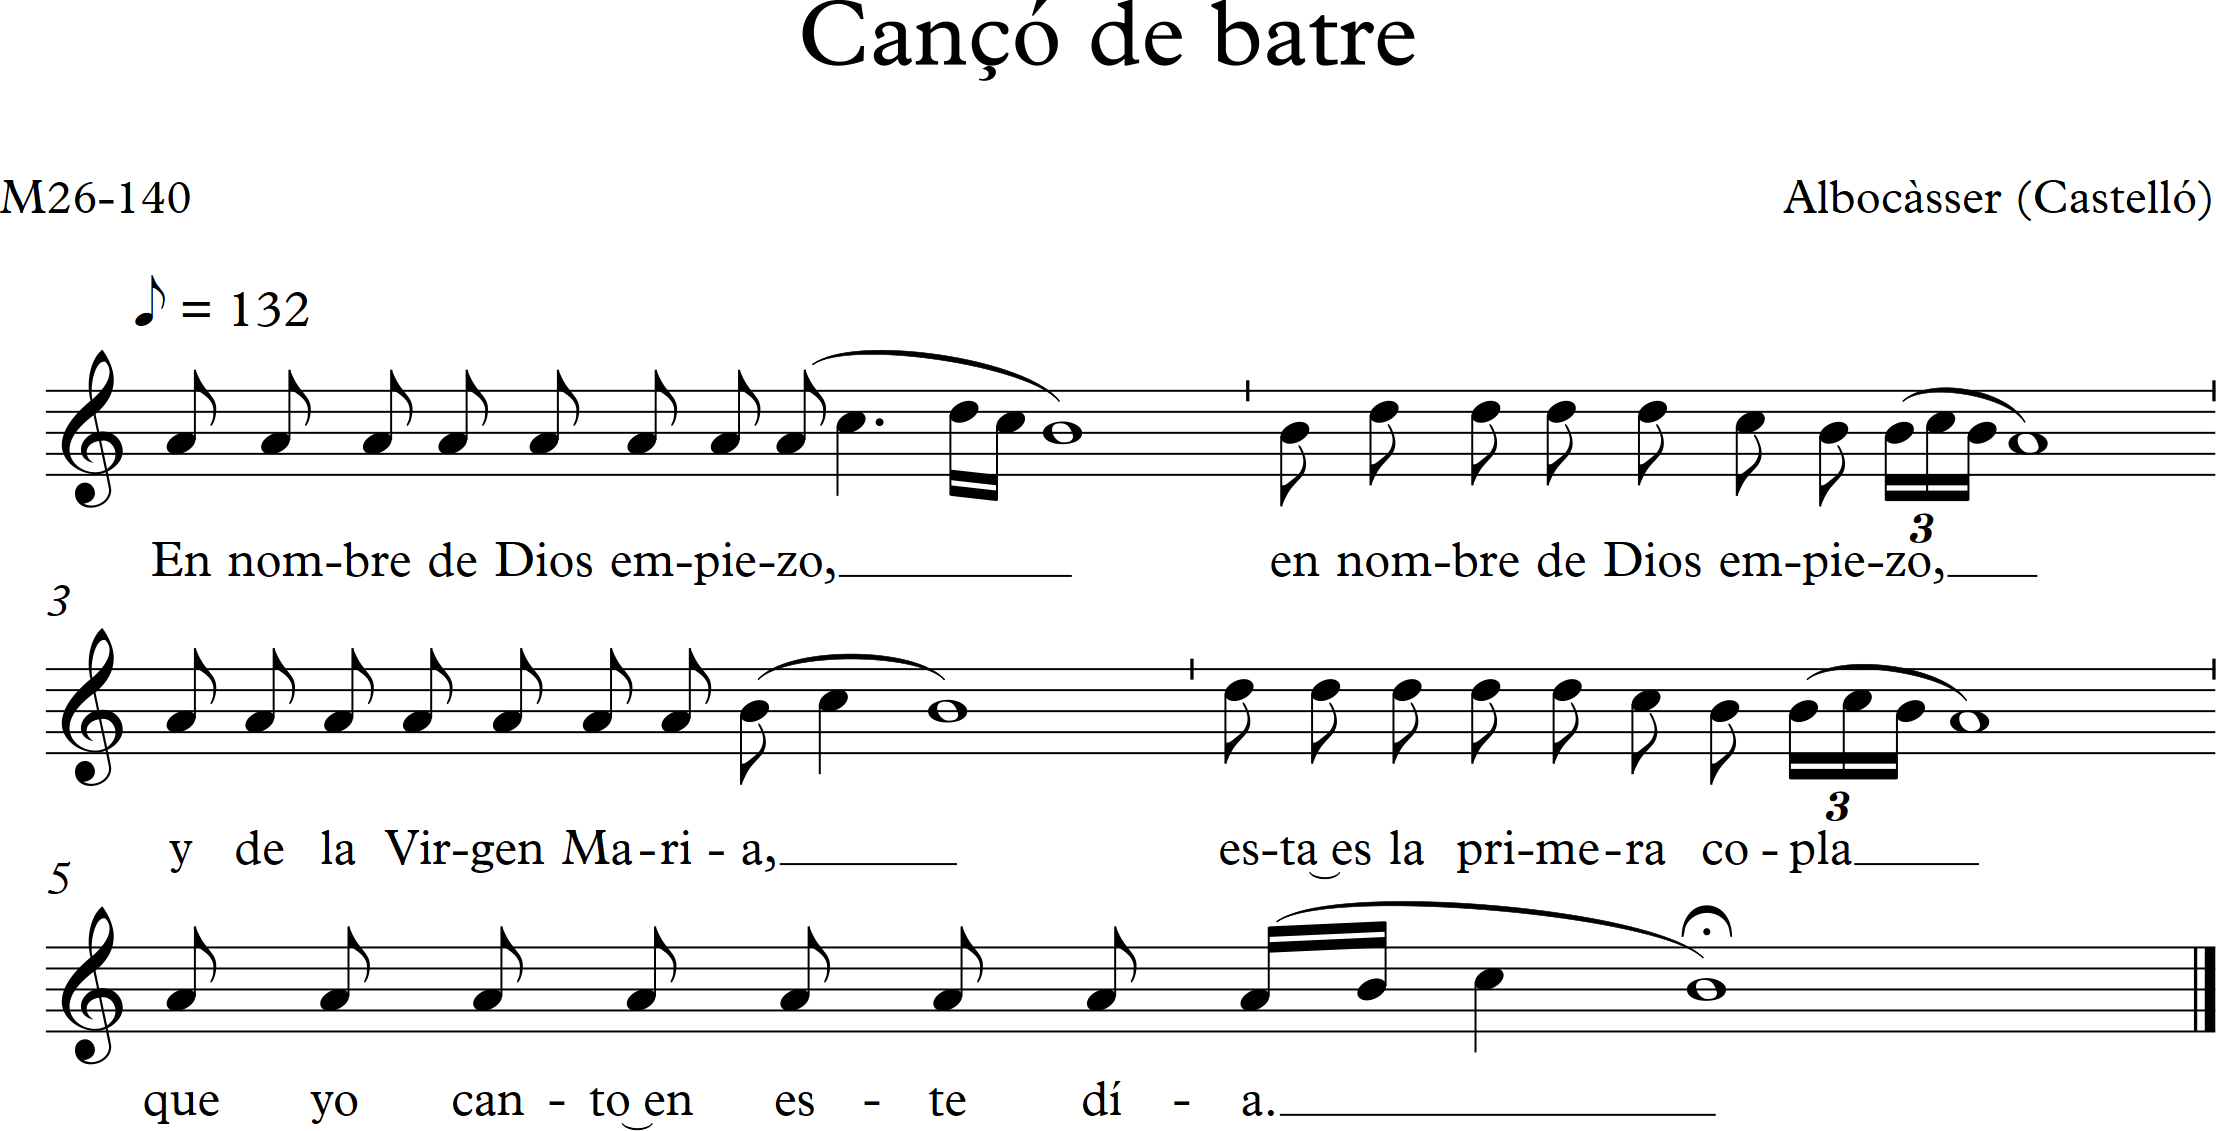 Cançó de batre
M26-140
Albocàsser (Castelló)
♪ = 132
En nom-bre de Dios em-pie-zo, en nom-bre de Dios em-pie-zo,
3
3
y de la Vir-gen Ma-ri-a, es-ta‿es la pri-me-ra co-pla
3
5
que yo can-to‿en es-te dí-a.